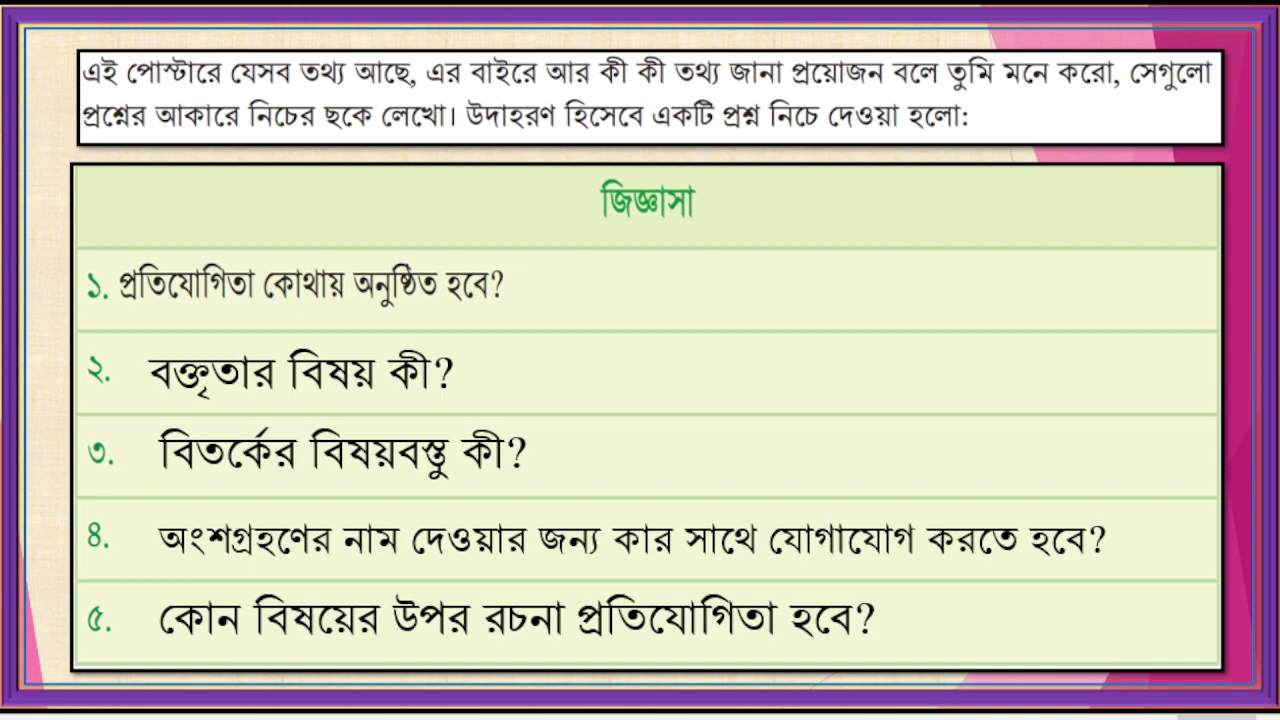 এই পোস্টারে যেসব তথ্য আছে, এর বাইরে আর কী কী তথ্য জানা প্রয়োজন বলে তুমি মনে করো, সেগুলো
প্রশ্নের আকারে নিচের ছকে লেখো। উদাহরণ হিসেবে একটি প্রশ্ন নিচে দেওয়া হলো:
জিজ্ঞাসা
১. প্রতিযোগিতা কোথায় অনুষ্ঠিত হবে?
২. বক্তৃতার বিষয় কী?
৩. বিতর্কের বিষয়বস্তু কী?
৪. অংশগ্রহণের নাম দেওয়ার জন্য কার সাথে যোগাযোগ করতে হবে?
৫. কোন বিষয়ের উপর রচনা প্রতিযোগিতা হবে?